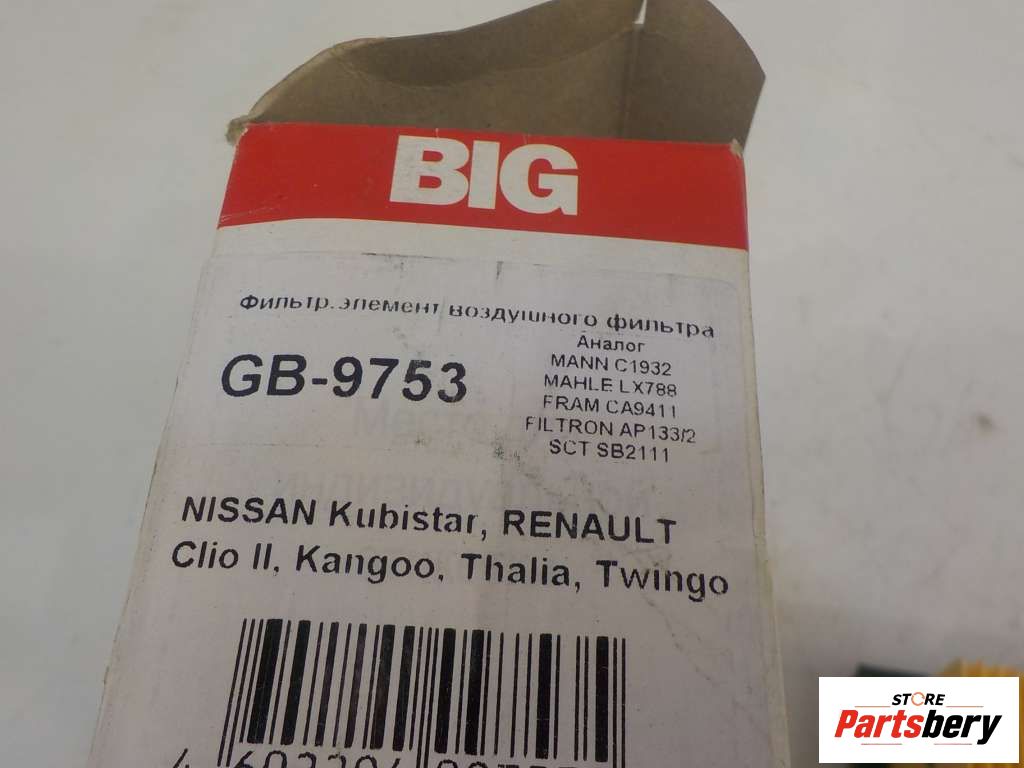 BIG
Фильтр.элемент воздушного фильтра
GB-9753
Аналог
MANN C1932
MAHLE LX788
FRAM CA9411
FILTRON AP133/2
SCT SB2111
NISSAN Kubistar, RENAULT
Clio II, Kangoo, Thalia, Twingo
STORE
Partsbery